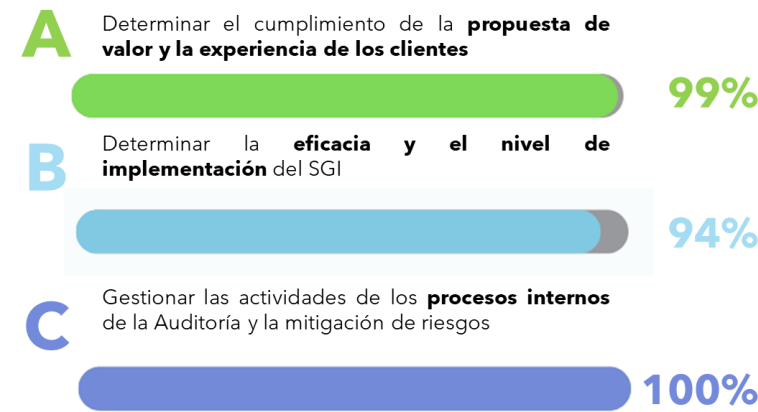 A
Determinar el cumplimiento de la propuesta de
valor y la experiencia de los clientes
99%
B
Determinar la eficacia y el nivel de
implementación del SGI
94%
C
Gestionar las actividades de los procesos internos
de la Auditoría y la mitigación de riesgos
100%